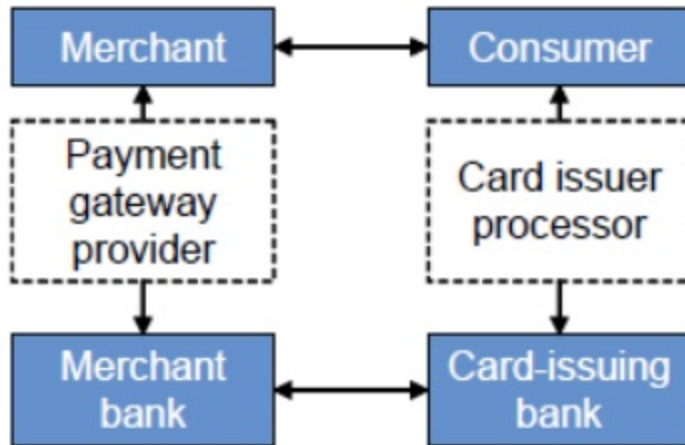 Merchant
Consumer
Payment
gateway
provider
Card issuer
processor
Merchant
bank
Card-issuing
bank